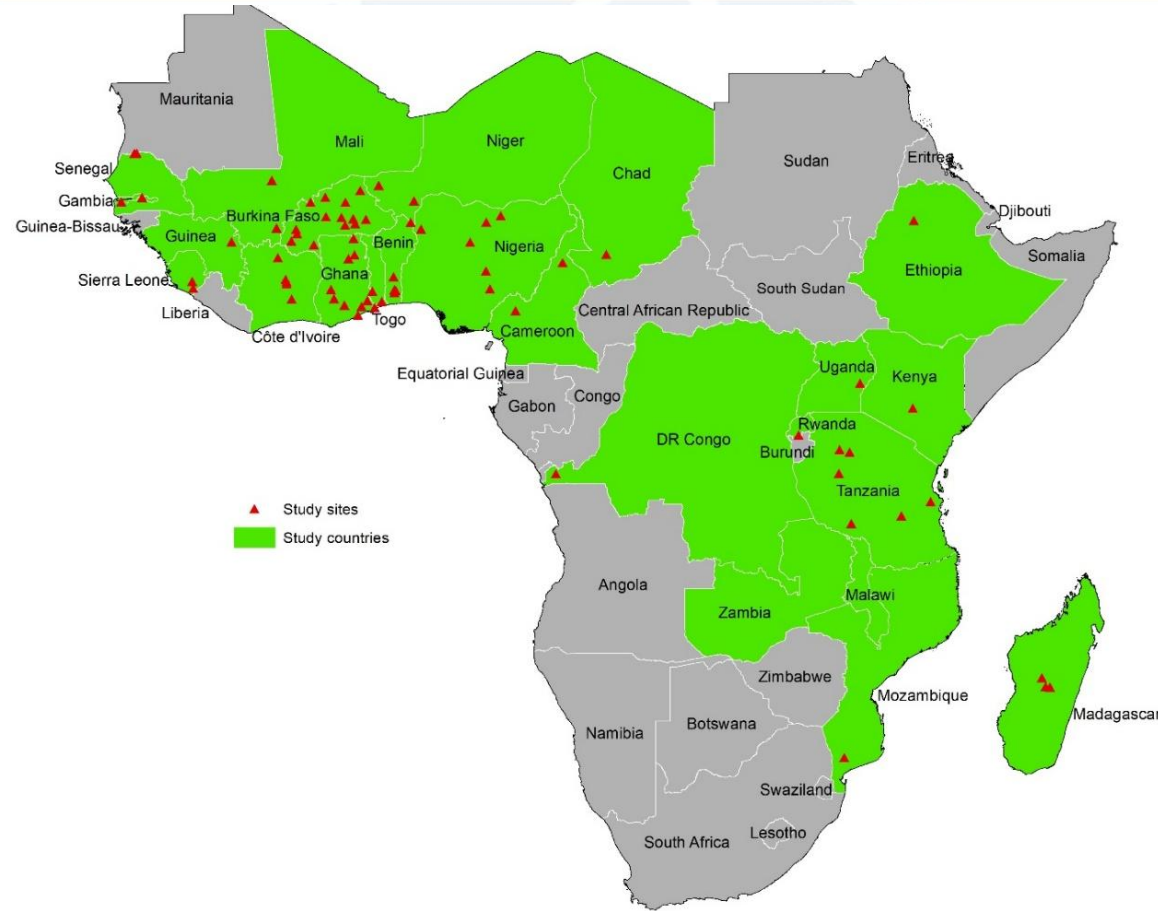 Mauritania
Mali
Niger
Chad
Sudan
Eritrea
Senegal
Gambia
Guinea-Bissau
Burkina Faso
Djibouti
Guinea
Benin
Nigeria
Ethiopia
Somalia
Sierra Leone
Ghana
South Sudan
Liberia
Togo
Central African Republic
Côte d'Ivoire
Cameroon
Equatorial Guinea
Uganda
Kenya
Gabon
Congo
Rwanda
DR Congo
Burundi
Tanzania
Study sites
Study countries
Angola
Malawi
Zambia
Zimbabwe
Mozambique
Madagascar
Namibia
Botswana
Swaziland
Lesotho
South Africa